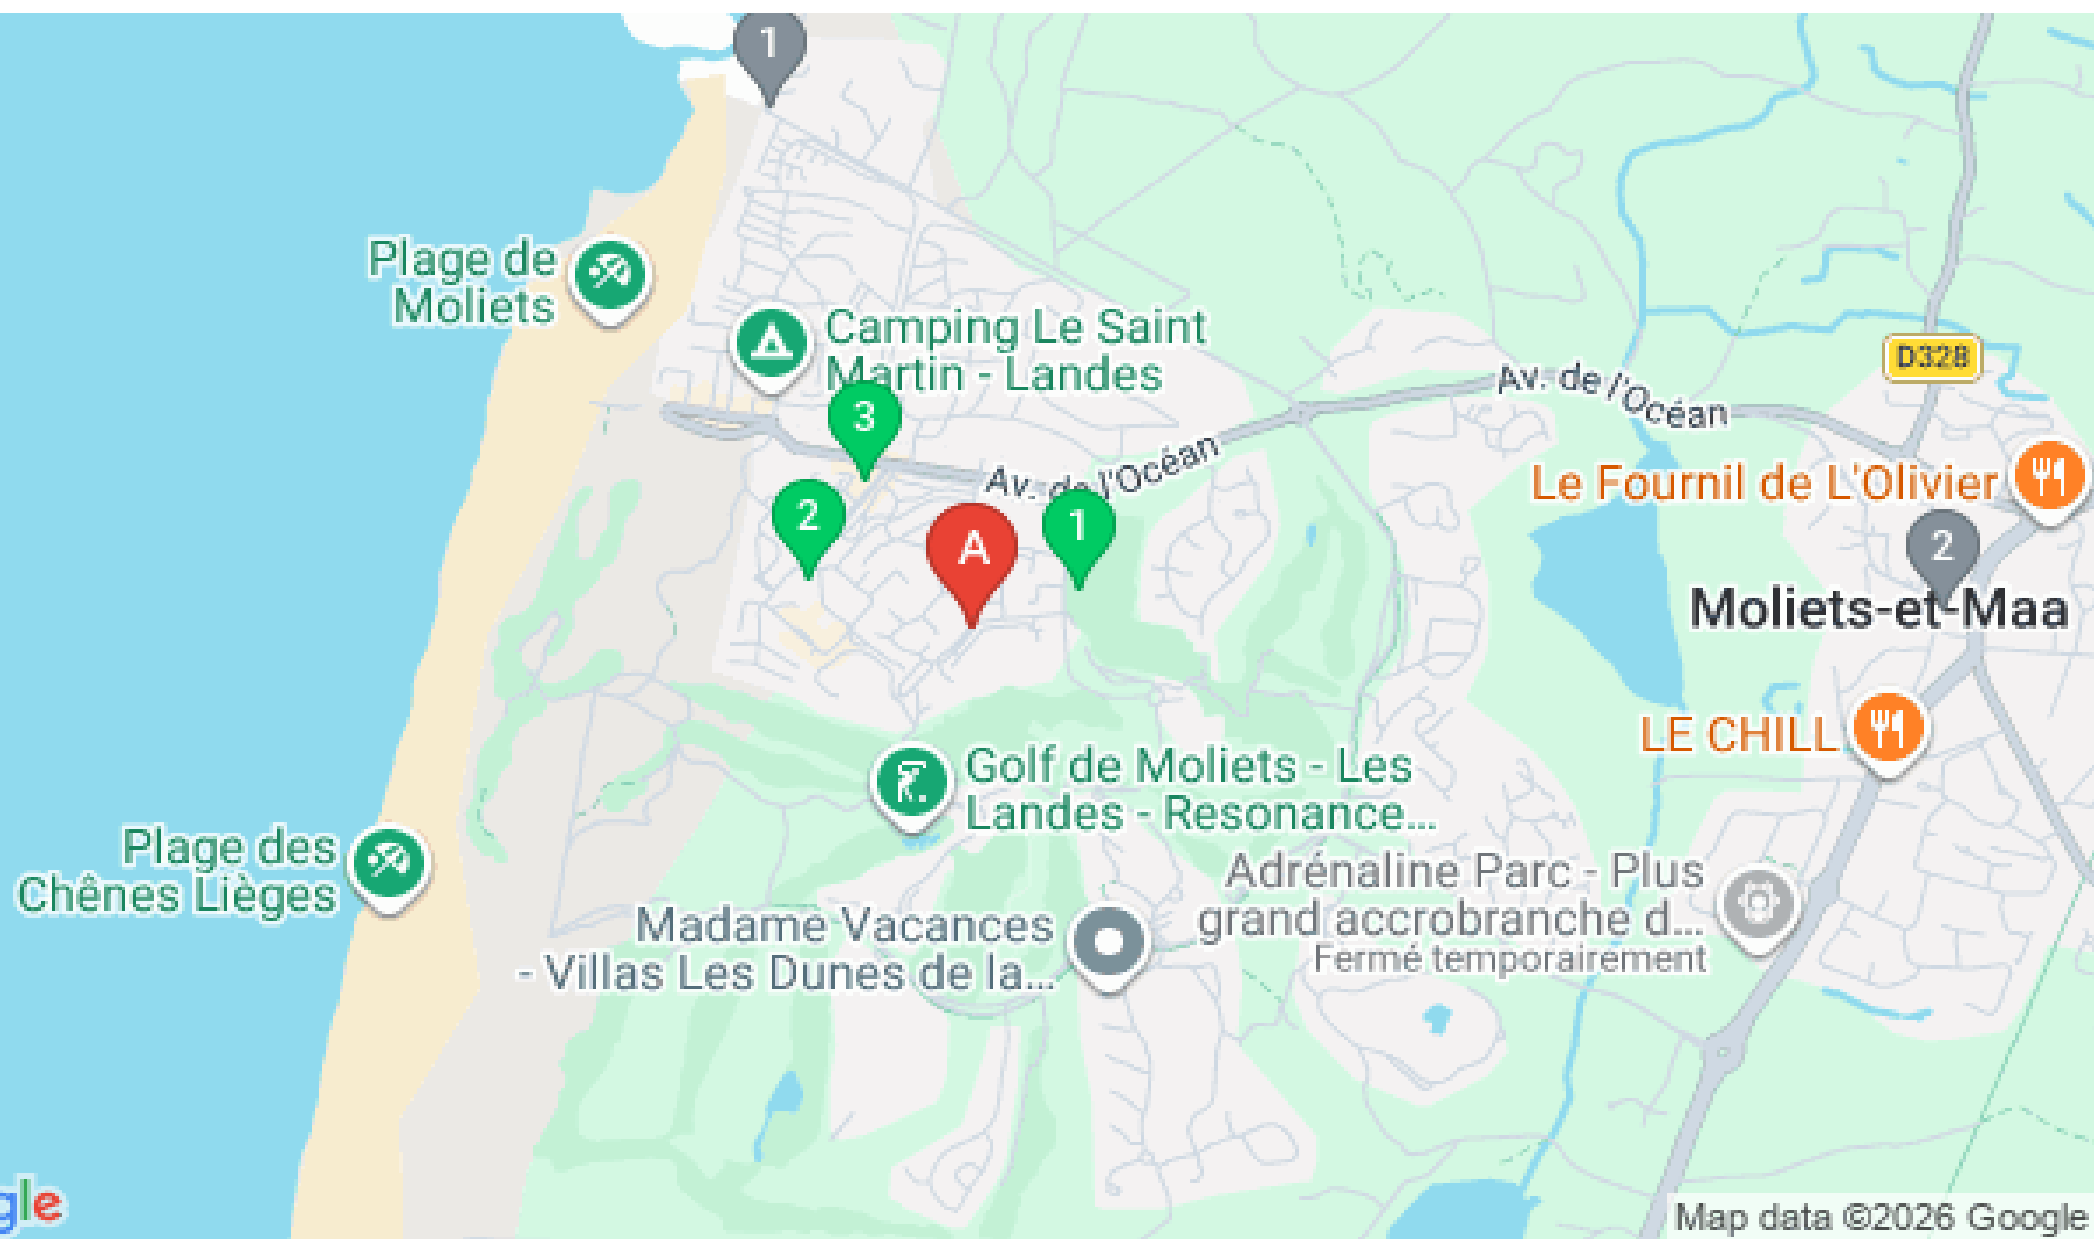 1
Plage de
Moliets
Camping Le Saint
Martin - Landes
D328
Av. de l'Océan
3
Av. de l'Océan
Le Fournil de L'Olivier
2
1
A
2
Moliets-et-Maa
LE CHILL
Golf de Moliets - Les
Landes - Resonance...
Plage des
Chênes Lièges
Adrénaline Parc - Plus
grand accrobranche d...
Fermé temporairement
Madame Vacances
- Villas Les Dunes de la...
gle
Map data ©2026 Google